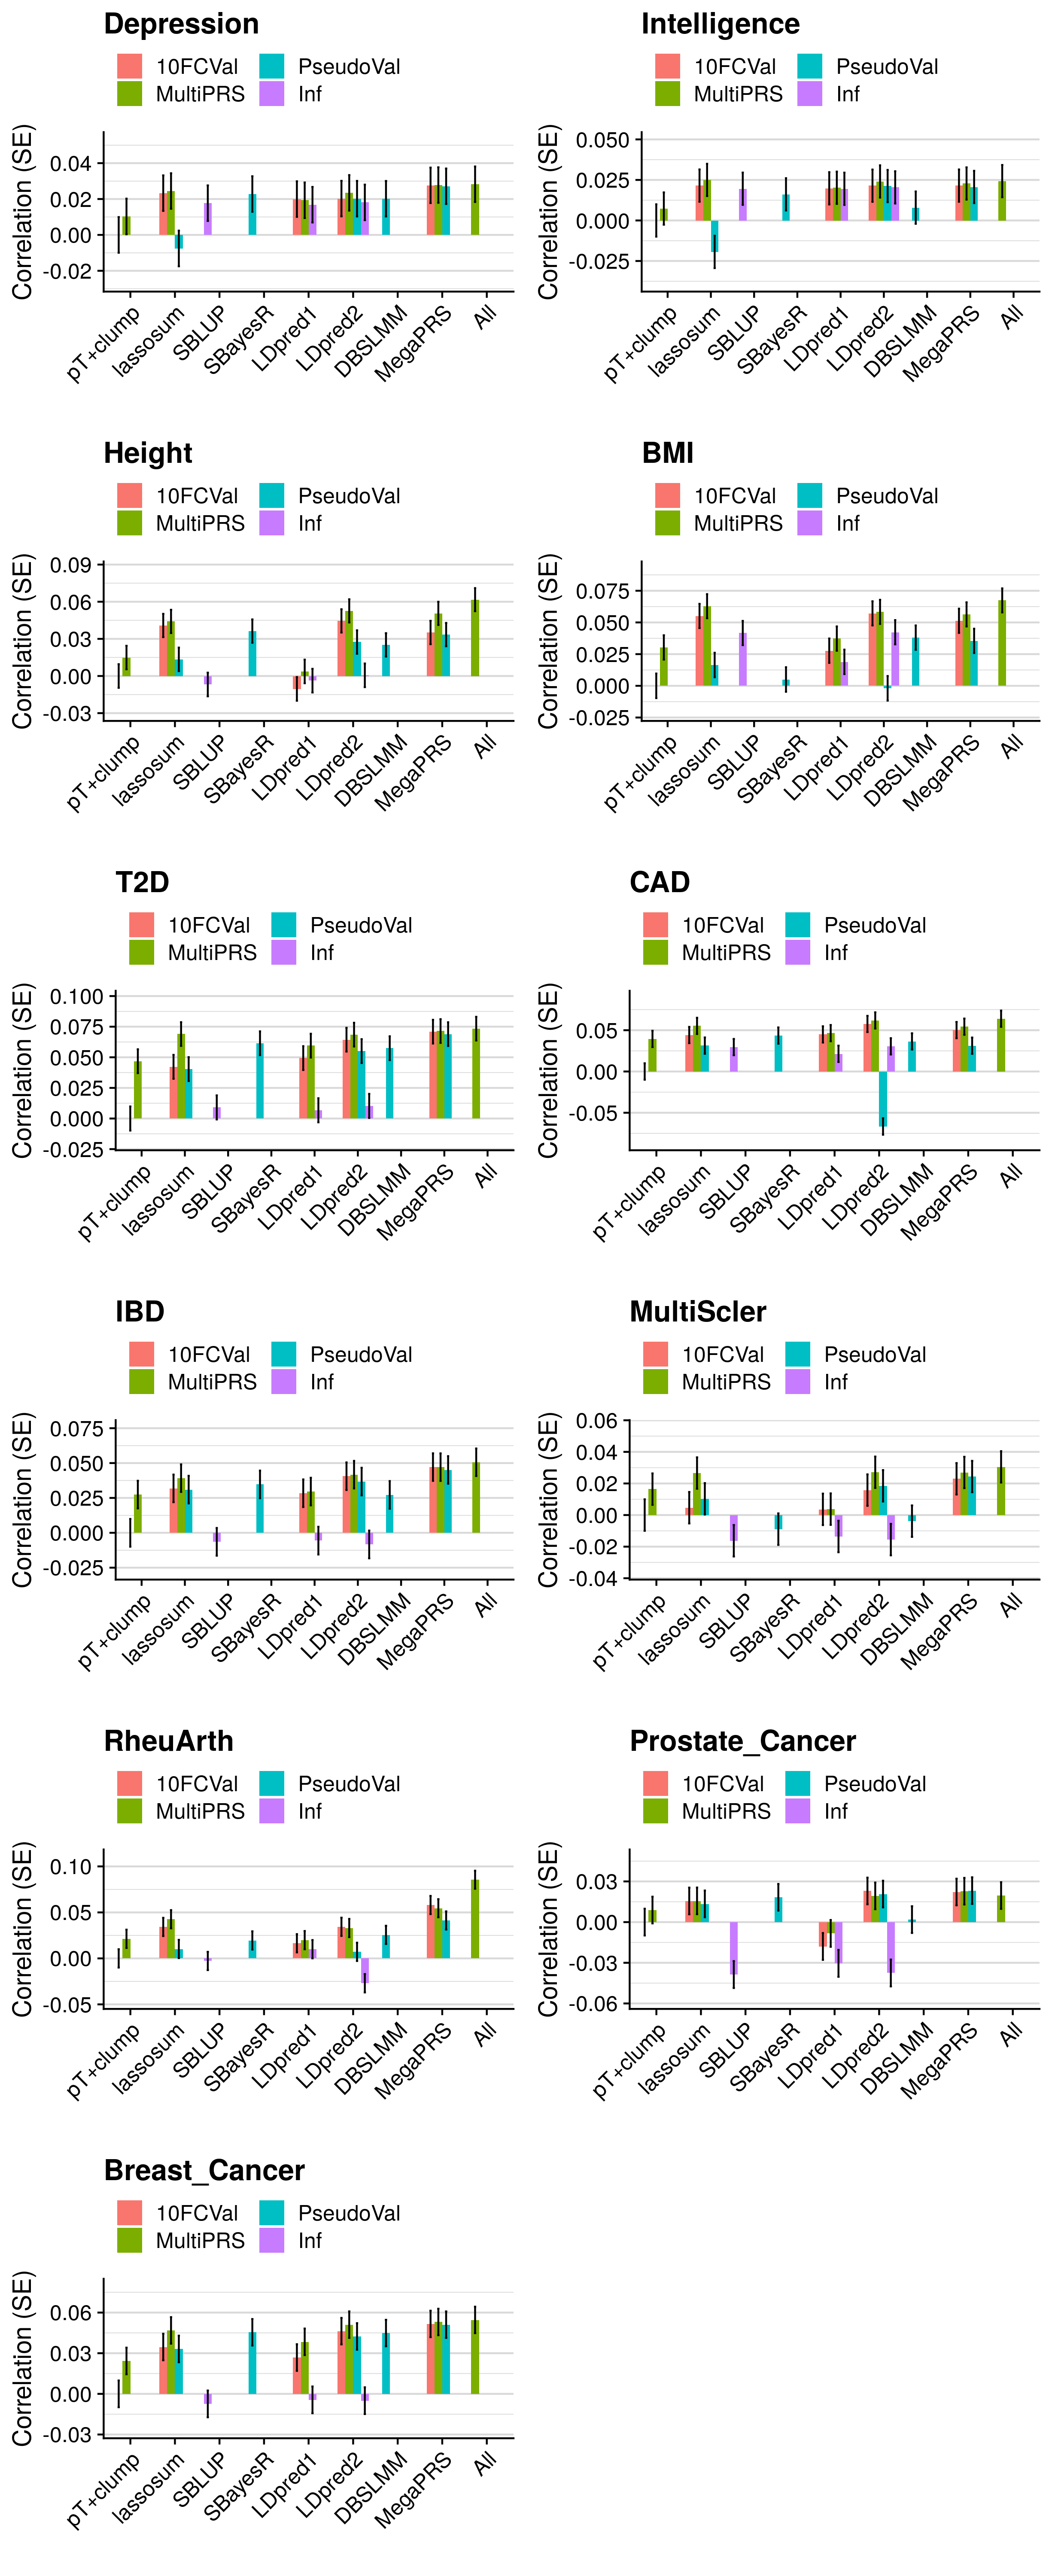 Depression
10FCVal PseudoVal
MultiPRS Inf
Correlation (SE)
0.04
0.02
0.00
-0.02
pT+clump lassosum SBLUP SBayesR LDpred1 LDpred2 DBSLMM MegaPRS All
Intelligence
10FCVal PseudoVal
MultiPRS Inf
Correlation (SE)
0.050
0.025
0.000
-0.025
pT+clump lassosum SBLUP SBayesR LDpred1 LDpred2 DBSLMM MegaPRS All
Height
10FCVal PseudoVal
MultiPRS Inf
Correlation (SE)
0.09
0.06
0.03
0.00
-0.03
pT+clump lassosum SBLUP SBayesR LDpred1 LDpred2 DBSLMM MegaPRS All
BMI
10FCVal PseudoVal
MultiPRS Inf
Correlation (SE)
0.075
0.050
0.025
0.000
-0.025
pT+clump lassosum SBLUP SBayesR LDpred1 LDpred2 DBSLMM MegaPRS All
T2D
10FCVal PseudoVal
MultiPRS Inf
Correlation (SE)
0.100
0.075
0.050
0.025
0.000
-0.025
pT+clump lassosum SBLUP SBayesR LDpred1 LDpred2 DBSLMM MegaPRS All
CAD
10FCVal PseudoVal
MultiPRS Inf
Correlation (SE)
0.05
0.00
-0.05
pT+clump lassosum SBLUP SBayesR LDpred1 LDpred2 DBSLMM MegaPRS All
IBD
10FCVal PseudoVal
MultiPRS Inf
Correlation (SE)
0.075
0.050
0.025
0.000
-0.025
pT+clump lassosum SBLUP SBayesR LDpred1 LDpred2 DBSLMM MegaPRS All
MultiScler
10FCVal PseudoVal
MultiPRS Inf
Correlation (SE)
0.06
0.04
0.02
0.00
-0.02
-0.04
pT+clump lassosum SBLUP SBayesR LDpred1 LDpred2 DBSLMM MegaPRS All
RheuArth
10FCVal PseudoVal
MultiPRS Inf
Correlation (SE)
0.10
0.05
0.00
-0.05
pT+clump lassosum SBLUP SBayesR LDpred1 LDpred2 DBSLMM MegaPRS All
Prostate_Cancer
10FCVal PseudoVal
MultiPRS Inf
Correlation (SE)
0.03
0.00
-0.03
-0.06
pT+clump lassosum SBLUP SBayesR LDpred1 LDpred2 DBSLMM MegaPRS All
Breast_Cancer
10FCVal PseudoVal
MultiPRS Inf
Correlation (SE)
0.06
0.03
0.00
-0.03
pT+clump lassosum SBLUP SBayesR LDpred1 LDpred2 DBSLMM MegaPRS All